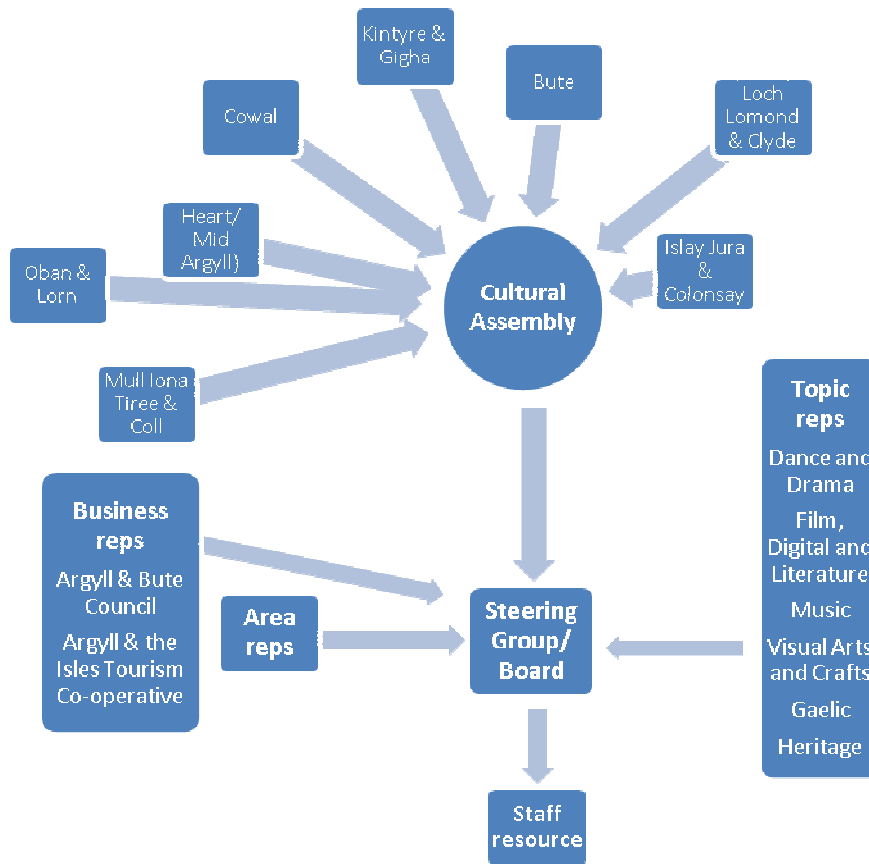 Kintyre &
Gigha
Bute
Loch
Lomond
& Clyde
Cowal
Heart/
Mid
Argyll)
Islay Jura
&
Colonsay
Oban &
Lorn
Cultural
Assembly
Mull Iona
Tiree &
Coll
Topic
reps
Dance and
Drama
Film,
Digital and
Literature
Music
Visual Arts
and Crafts
Gaelic
Heritage
Business
reps
Argyll & Bute
Council
Argyll & the
Isles Tourism
Co-operative
Area
reps
Steering
Group/
Board
Staff
resource